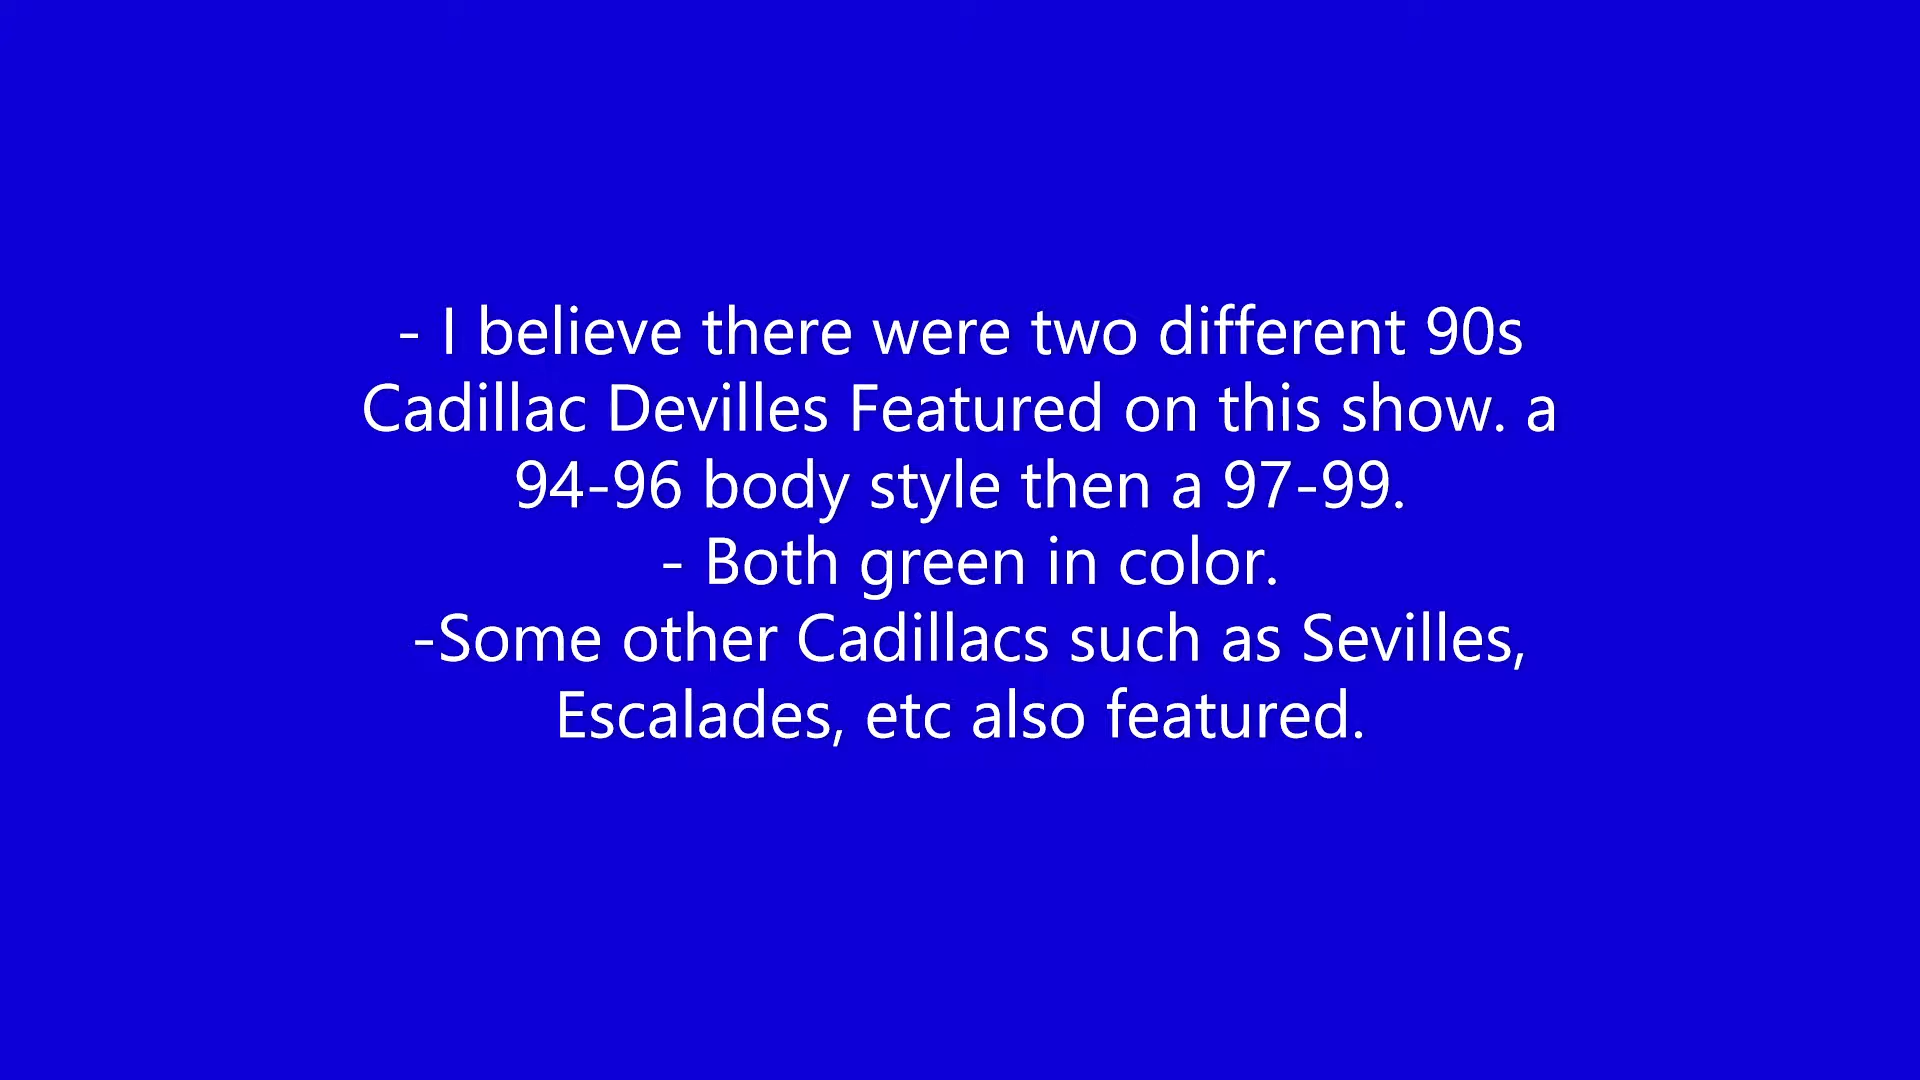 - I believe there were two different 90s
Cadillac Devilles Featured on this show. a
94-96 body style then a 97-99.
- Both green in color.
-Some other Cadillacs such as Sevilles,
Escalades, etc also featured.